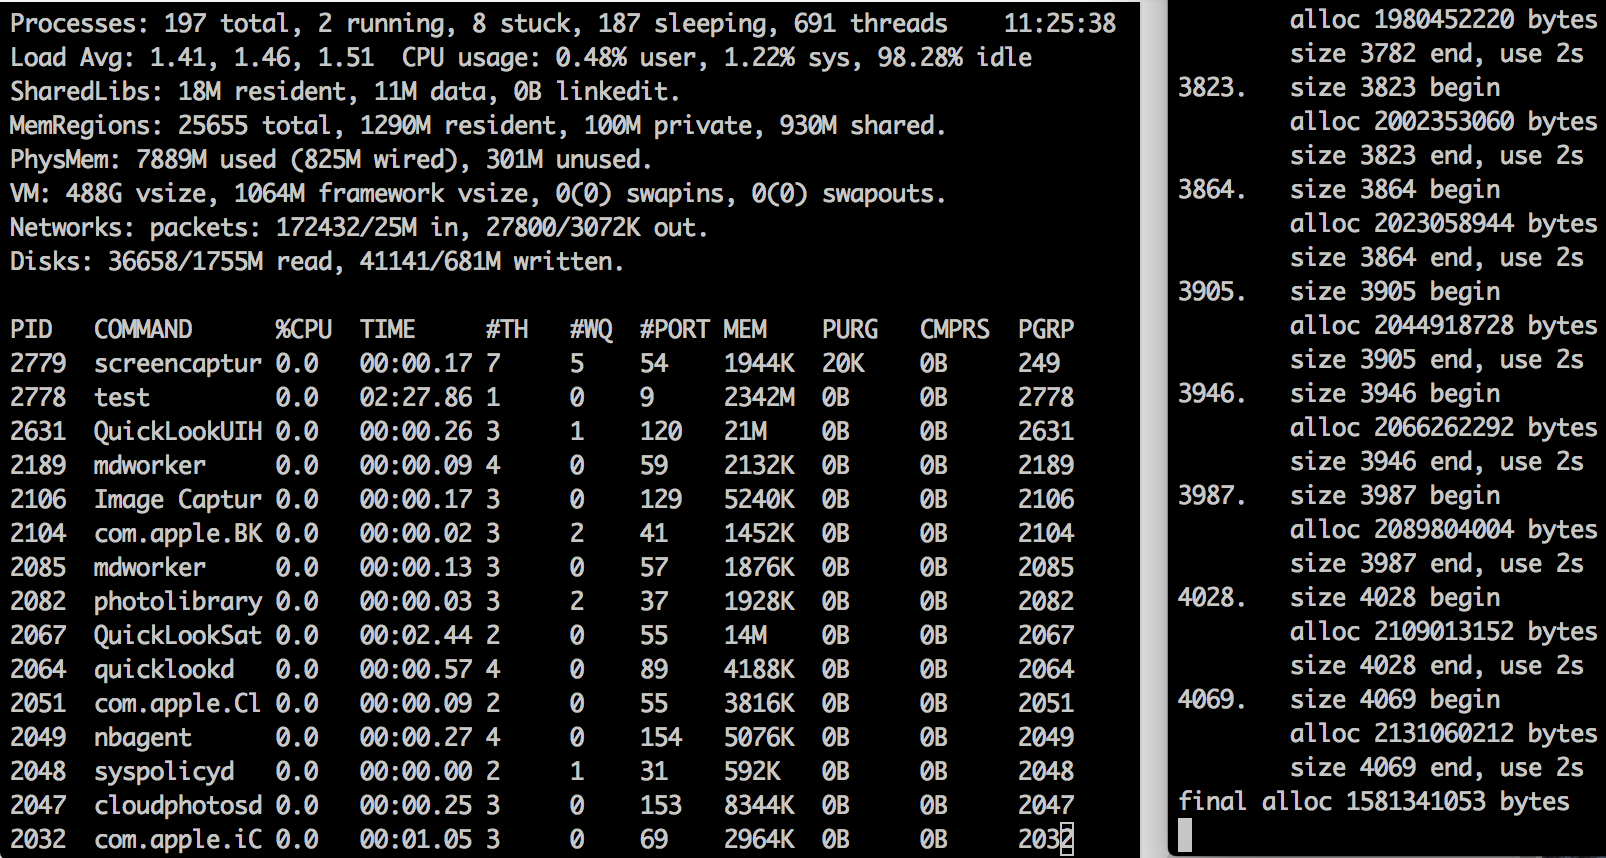 Processes: 197 total, 2 running, 8 stuck, 187 sleeping, 691 threads    11:25:38
Load Avg: 1.41, 1.46, 1.51  CPU usage: 0.48% user, 1.22% sys, 98.28% idle
SharedLibs: 18M resident, 11M data, 0B linkedit.
MemRegions: 25655 total, 1290M resident, 100M private, 930M shared.
PhysMem: 7889M used (825M wired), 301M unused.
VM: 488G vsize, 1064M framework vsize, 0(0) swapins, 0(0) swapouts.
Networks: packets: 172432/25M in, 27800/3072K out.
Disks: 36658/1755M read, 41141/681M written.
PID   COMMAND      %CPU  TIME     #TH   #WQ  #PORT MEM    PURG   CMPRS  PGRP
2779  screencaptur 0.0   00:00.17 7     5    54    1944K  20K    0B     249
2778  test         0.0   02:27.86 1     0    9     2342M  0B     0B     2778
2631  QuickLookUIH 0.0   00:00.26 3     1    120   21M    0B     0B     2631
2189  mdworker     0.0   00:00.09 4     0    59    2132K  0B     0B     2189
2106  Image Captur 0.0   00:00.17 3     0    129   5240K  0B     0B     2106
2104  com.apple.BK 0.0   00:00.02 3     2    41    1452K  0B     0B     2104
2085  mdworker     0.0   00:00.13 3     0    57    1876K  0B     0B     2085
2082  photolibrary 0.0   00:00.03 3     2    37    1928K  0B     0B     2082
2067  QuickLookSat 0.0   00:02.44 2     0    55    14M    0B     0B     2067
2064  quicklookd   0.0   00:00.57 4     0    89    4188K  0B     0B     2064
2051  com.apple.Cl 0.0   00:00.09 2     0    55    3816K  0B     0B     2051
2049  nbagent      0.0   00:00.27 4     0    154   5076K  0B     0B     2049
2048  syspolicyd   0.0   00:00.00 2     1    31    592K   0B     0B     2048
2047  cloudphotosd 0.0   00:00.25 3     0    153   8344K  0B     0B     2047
2032  com.apple.iC 0.0   00:01.05 3     0    69    2964K  0B     0B     2032
alloc 1980452220 bytes
size 3782 end, use 2s
3823.   size 3823 begin
alloc 2002353060 bytes
size 3823 end, use 2s
3864.   size 3864 begin
alloc 2023058944 bytes
size 3864 end, use 2s
3905.   size 3905 begin
alloc 2044918728 bytes
size 3905 end, use 2s
3946.   size 3946 begin
alloc 2066262292 bytes
size 3946 end, use 2s
3987.   size 3987 begin
alloc 2089804004 bytes
size 3987 end, use 2s
4028.   size 4028 begin
alloc 2109013152 bytes
size 4028 end, use 2s
4069.   size 4069 begin
alloc 2131060212 bytes
size 4069 end, use 2s
final alloc 1581341053 bytes